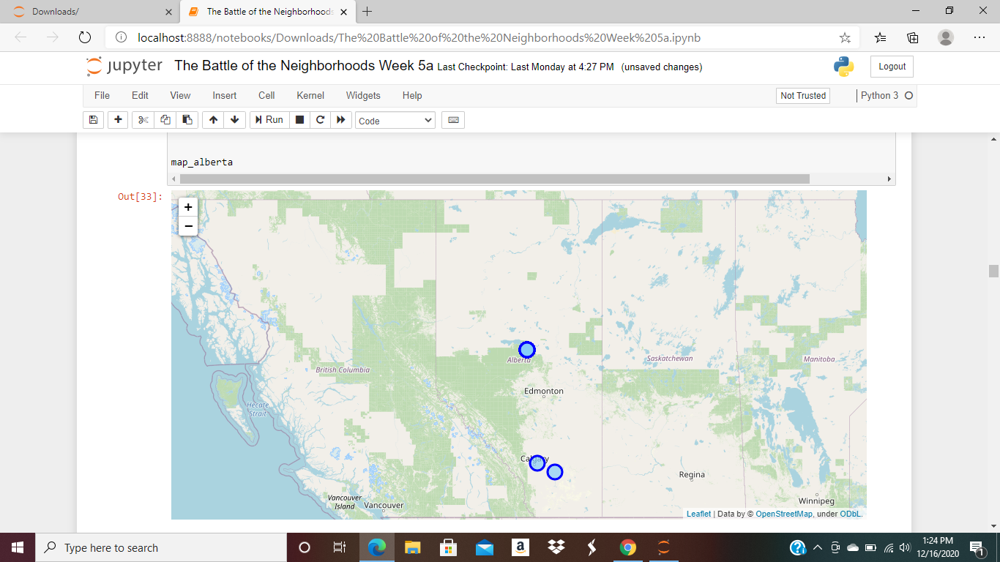 Downloads/
The Battle of the Neighborhoods
localhost:8888/notebooks/Downloads/The%20Battle%20of%20the%20Neighborhoods%20Week%205a.ipynb
jupyter The Battle of the Neighborhoods Week 5a Last Checkpoint: Last Monday at 4:27 PM (unsaved changes)
Logout
File Edit View Insert Cell Kernel Widgets Help
Not Trusted
Python 3
Run
Code
map_alberta
Out[33]:
+
−
Alberta
Saskatchewan
Manitoba
British Columbia
Edmonton
Hecate
Strait
Calgary
Regina
Vancouver
Island
Vancouver
Winnipeg
Leaflet | Data by © OpenStreetMap, under ODbL.
Type here to search
1:24 PM
12/16/2020
1